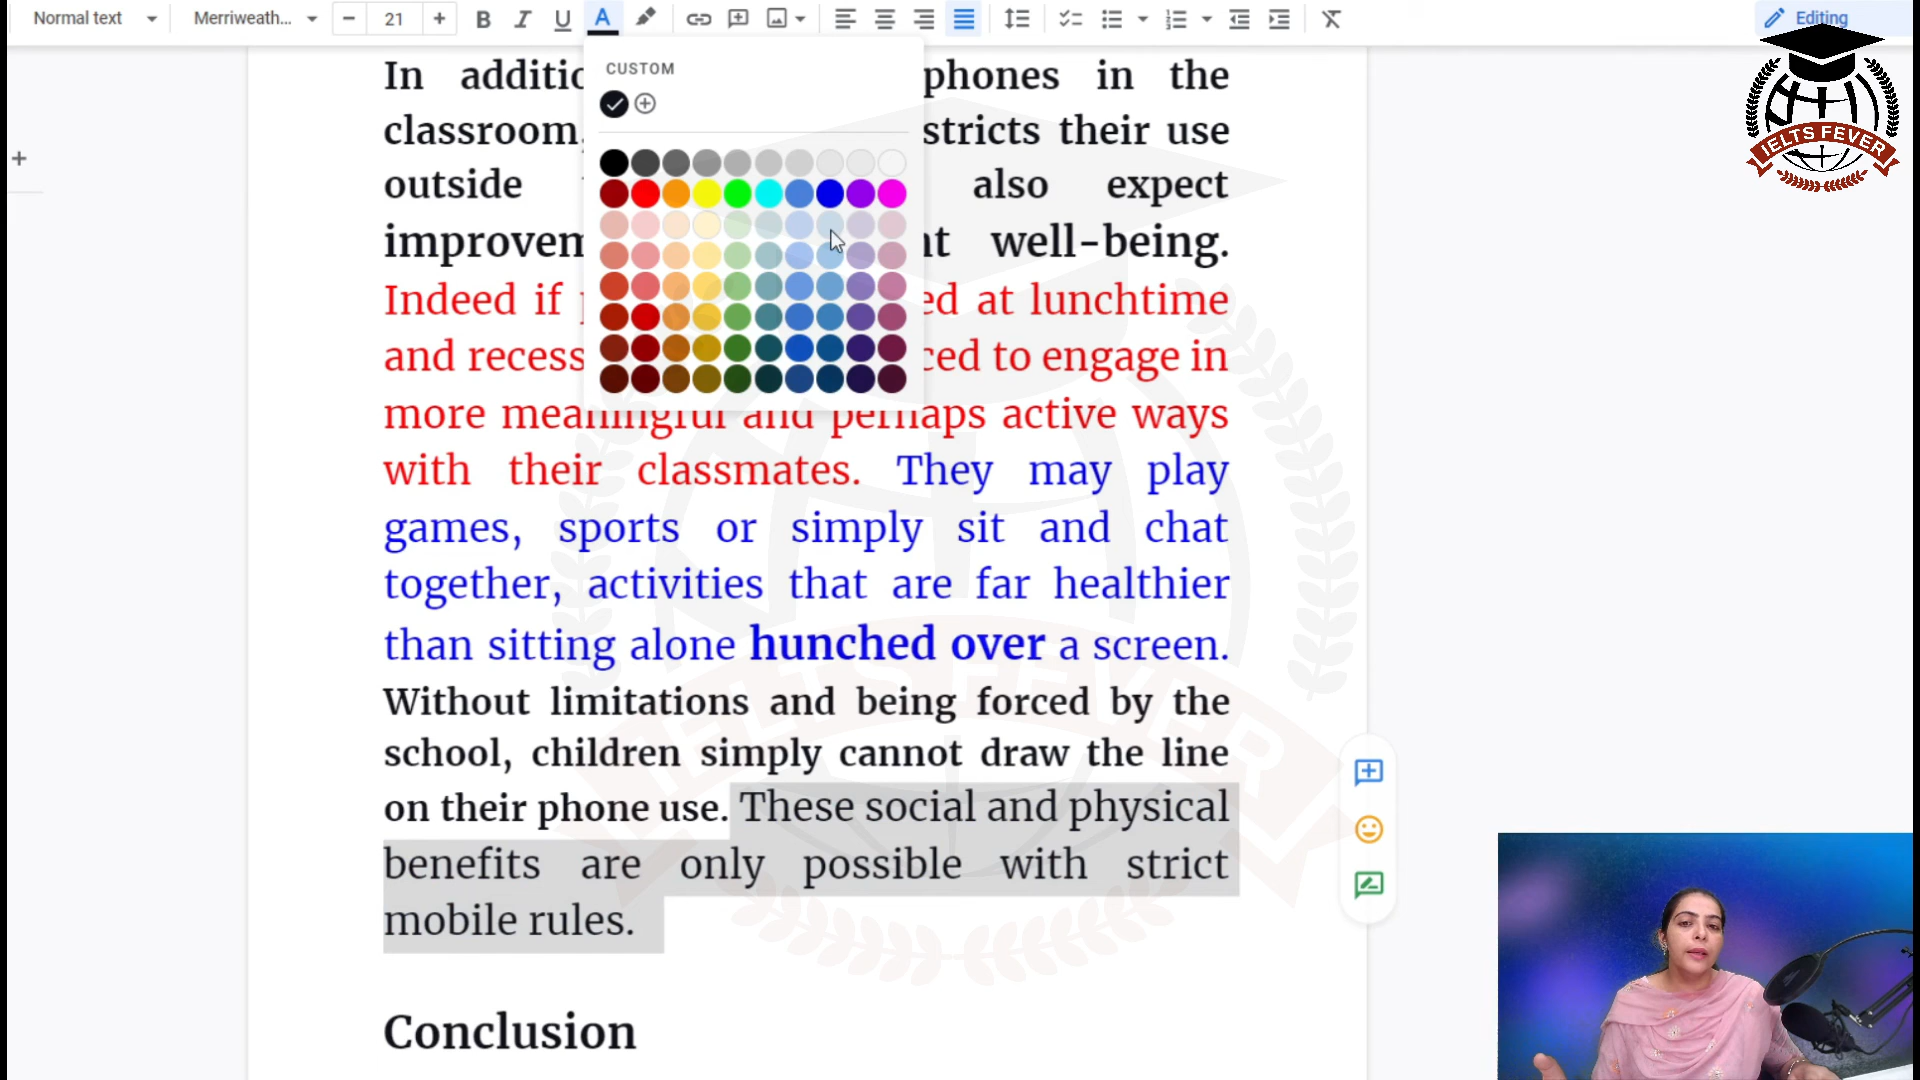 Normal text
Merriweath...
21
B
I
U
A
Editing
CUSTOM
IELTS FEVER
In additio phones in the
classroom, stricts their use
outside also expect
improvem nt well-being.
Indeed if ed at lunchtime
and recess ced to engage in
more meaningful and perhaps active ways
with their classmates. They may play
games, sports or simply sit and chat
together, activities that are far healthier
than sitting alone hunched over a screen.
Without limitations and being forced by the
school, children simply cannot draw the line
on their phone use. These social and physical
benefits are only possible with strict
mobile rules.
Conclusion